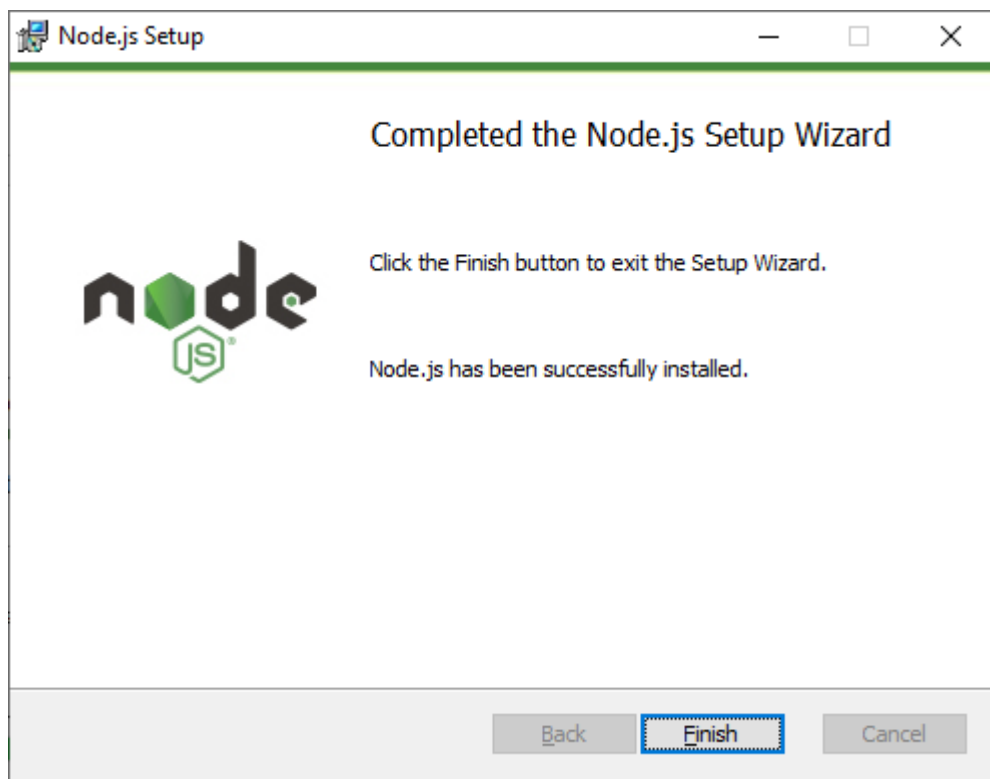 Node.js Setup
Completed the Node.js Setup Wizard
Click the Finish button to exit the Setup Wizard.
node
JS®
Node.js has been successfully installed.
Back Finish Cancel